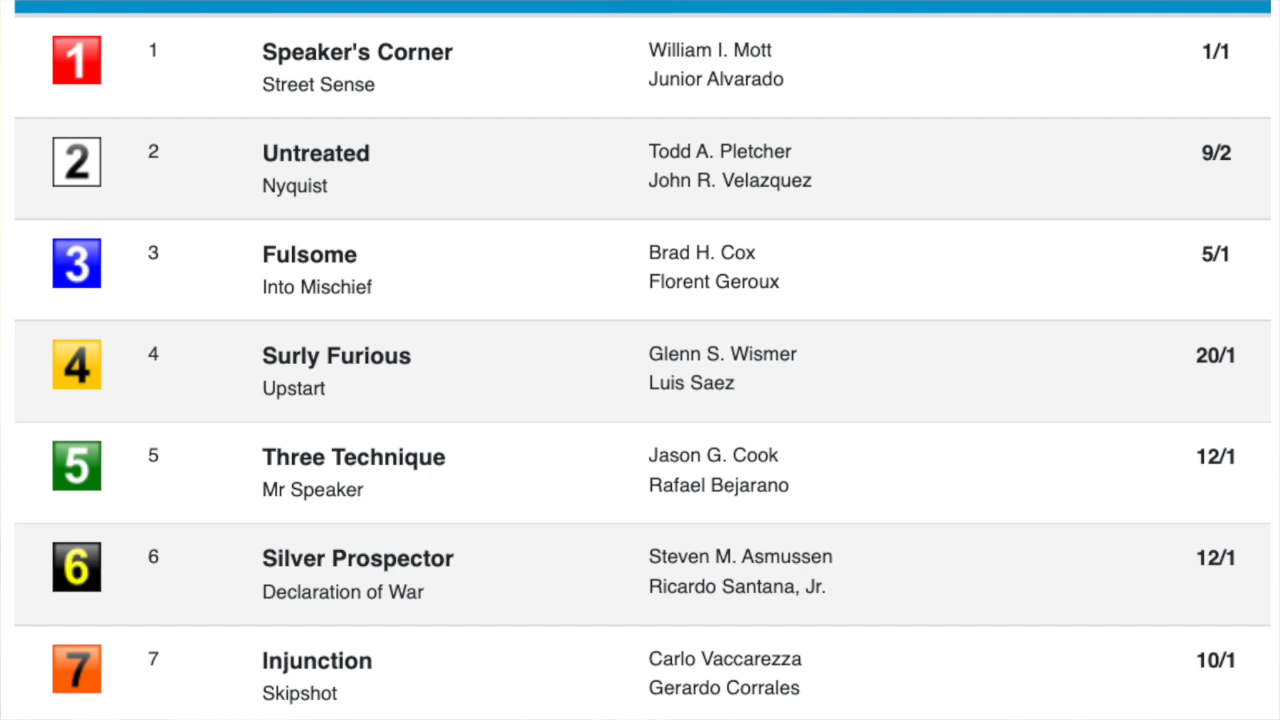 1 1 Speaker's Corner William I. Mott 1/1
Street Sense Junior Alvarado
2 2 Untreated Todd A. Pletcher 9/2
Nyquist John R. Velazquez
3 3 Fulsome Brad H. Cox 5/1
Into Mischief Florent Geroux
4 4 Surly Furious Glenn S. Wismer 20/1
Upstart Luis Saez
5 5 Three Technique Jason G. Cook 12/1
Mr Speaker Rafael Bejarano
6 6 Silver Prospector Steven M. Asmussen 12/1
Declaration of War Ricardo Santana, Jr.
7 7 Injunction Carlo Vaccarezza 10/1
Skipshot Gerardo Corrales